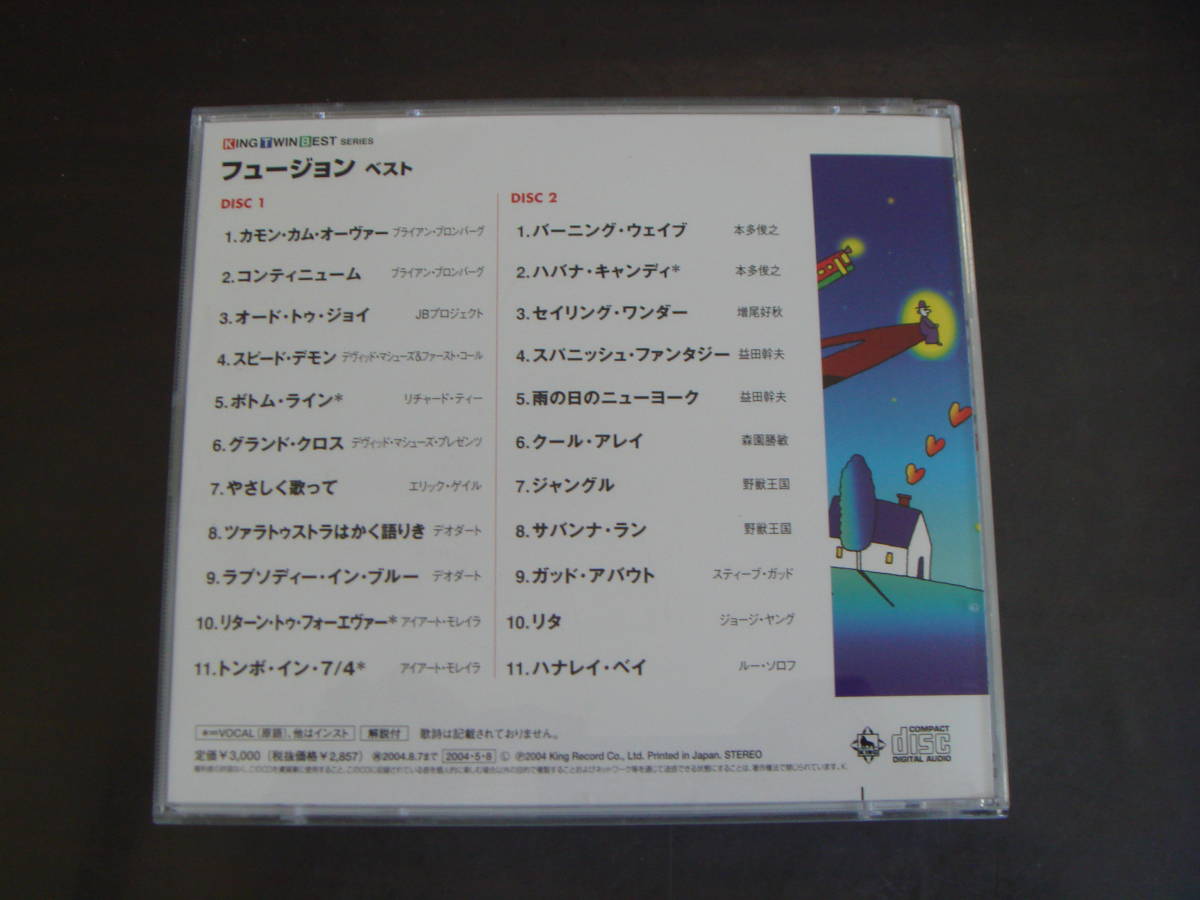 KING TWIN BEST SERIES
フュージョン ベスト
DISC 1
1.カモン・カム・オーヴァー ブライアン・ブロンバーグ
2.コンティニューム ブライアン・ブロンバーグ
3.オード・トゥ・ジョイ JBプロジェクト
4.スピード・デモン デヴィッド・マシューズ&ファースト・コール
5.ボトム・ライン* リチャード・ティー
6.グランド・クロス デヴィッド・マシューズ・プレゼンツ
7.やさしく歌って エリック・ゲイル
8.ツァラトゥストラはかく語りき デオダート
9.ラプソディー・イン・ブルー デオダート
10.リターン・トゥ・フォーエヴァー* アイアート・モレイラ
11.トンボ・イン・7/4* アイアート・モレイラ
DISC 2
1.バーニング・ウェイブ 本多俊之
2.ハバナ・キャンディ* 本多俊之
3.セイリング・ワンダー 増尾好秋
4.スパニッシュ・ファンタジー 益田幹夫
5.雨の日のニューヨーク 益田幹夫
6.クール・アレイ 森園勝敏
7.ジャングル 野獣王国
8.サバンナ・ラン 野獣王国
9.ガッド・アバウト スティーブ・ガッド
10.リタ ジョージ・ヤング
11.ハナレイ・ベイ ルー・ソロフ
*=VOCAL(原語)、他はインスト 解説付 歌詩は記載されておりません。
定価¥3,000 (税抜価格¥2,857) 2004.8.7まで 2004・5・8 Ⓒ Ⓟ2004 King Record Co., Ltd. Printed in Japan. STEREO
COMPACT
disc
DIGITAL AUDIO